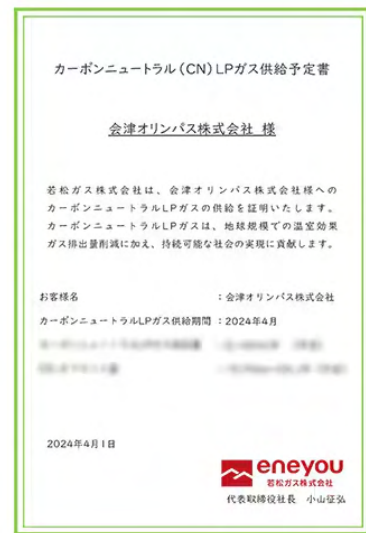 カーボンニュートラル(CN)LPガス供給予定書
会津オリンパス株式会社 様
若松ガス株式会社は、会津オリンパス株式会社様への
カーボンニュートラルLPガスの供給を証明いたします。
カーボンニュートラルLPガスは、地球規模での温室効果
ガス排出量削減に加え、持続可能な社会の実現に貢献します。
お客様名 :会津オリンパス株式会社
カーボンニュートラルLPガス供給期間 :2024年4月
2024年4月1日
eneyou
若松ガス株式会社
代表取締役社長 小山征弘